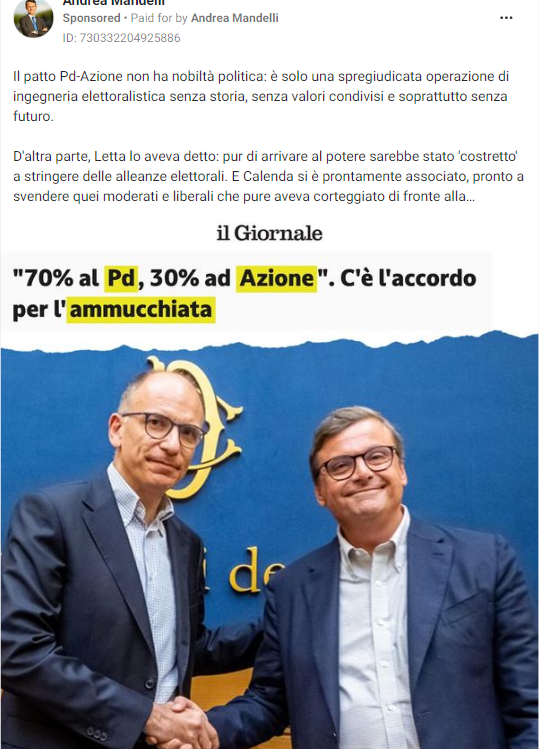 Andrea Mandelli
Sponsored • Paid for by Andrea Mandelli
ID: 730332204925886
Il patto Pd-Azione non ha nobiltà politica: è solo una spregiudicata operazione di
ingegneria elettoralistica senza storia, senza valori condivisi e soprattutto senza
futuro.
D'altra parte, Letta lo aveva detto: pur di arrivare al potere sarebbe stato 'costretto'
a stringere delle alleanze elettorali. E Calenda si è prontamente associato, pronto a
svendere quei moderati e liberali che pure aveva corteggiato di fronte alla...
il Giornale
"70% al Pd, 30% ad Azione". C'è l'accordo
per l'ammucchiata
i de